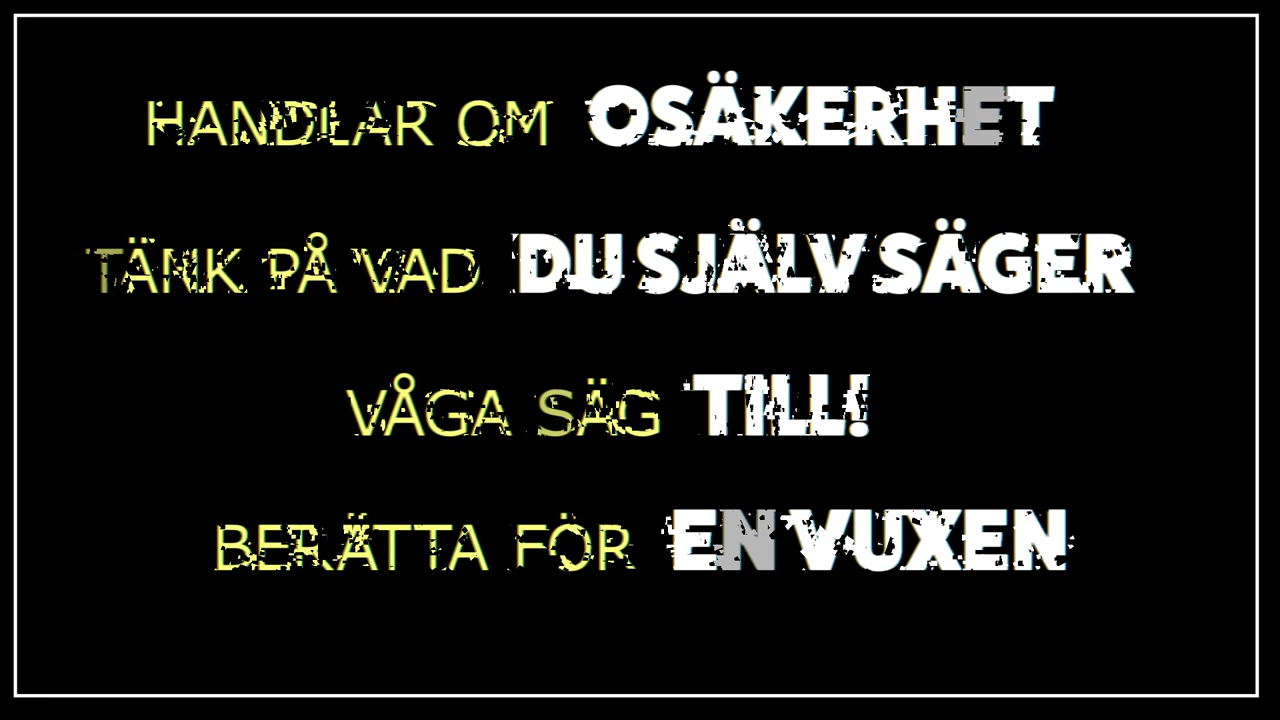 HANDLAR OM OSÄKERHET
TÄNK PÅ VAD DU SJÄLV SÄGER
VÅGA SÄG TILL!
BERÄTTA FÖR EN VUXEN